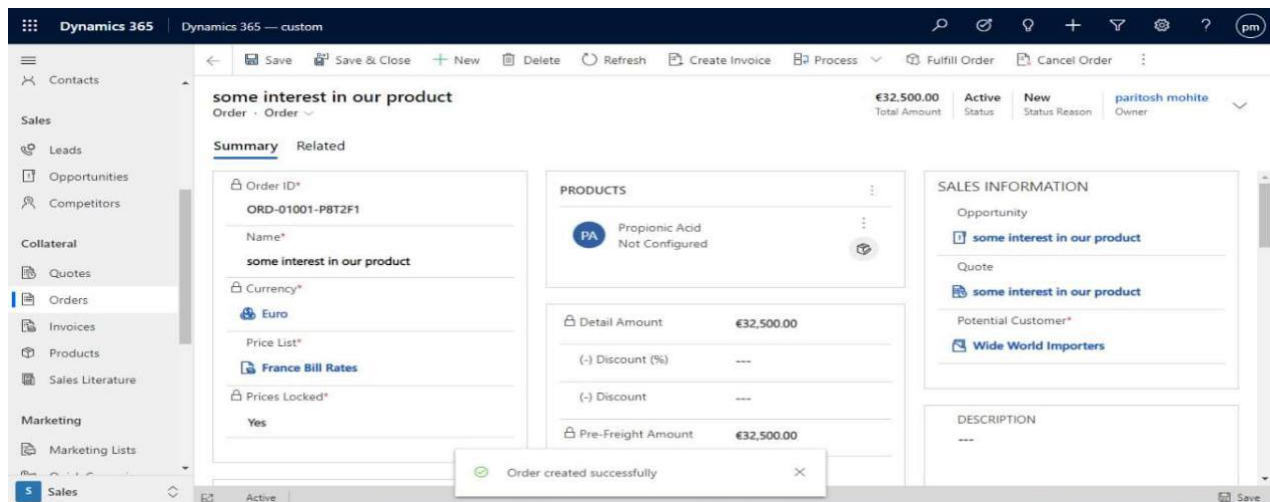 Dynamics 365
Dynamics 365 — custom
?
pm
Save
Save & Close
New
Delete
Refresh
Create Invoice
Process
Fulfill Order
Cancel Order
Contacts
Sales
Leads
Opportunities
Competitors
Collateral
Quotes
Orders
Invoices
Products
Sales Literature
Marketing
Marketing Lists
S Sales
some interest in our product
Order · Order
€32,500.00
Total Amount
Active
Status
New
Status Reason
paritosh mohite
Owner
Summary Related
Order ID*
ORD-01001-P8T2F1
Name*
some interest in our product
Currency*
Euro
Price List*
France Bill Rates
Prices Locked*
Yes
PRODUCTS
PA
Propionic Acid
Not Configured
Detail Amount €32,500.00
(-) Discount (%) ---
(-) Discount ---
Pre-Freight Amount €32,500.00
SALES INFORMATION
Opportunity
some interest in our product
Quote
some interest in our product
Potential Customer*
Wide World Importers
DESCRIPTION
---
Order created successfully
Active
Save